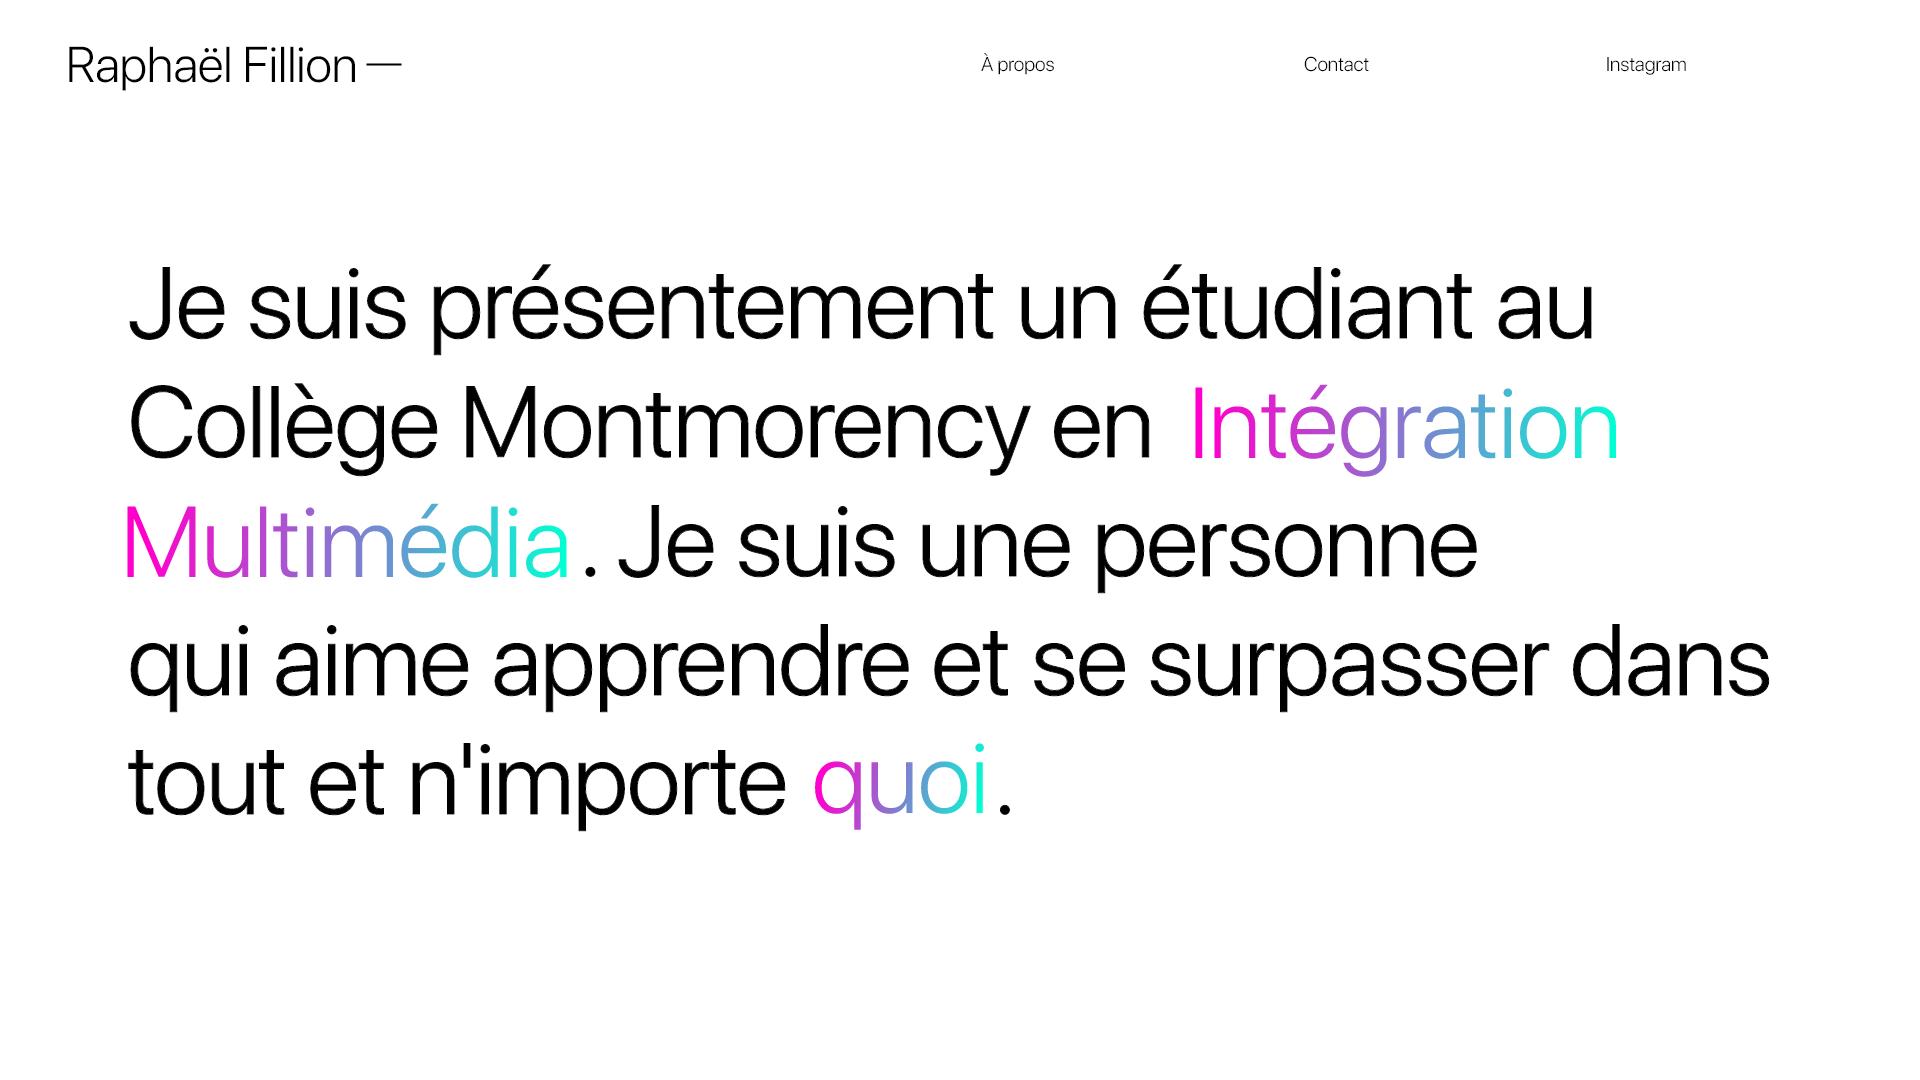 Raphaël Fillion —
À propos
Contact
Instagram
Je suis présentement un étudiant au
Collège Montmorency en Intégration
Multimédia. Je suis une personne
qui aime apprendre et se surpasser dans
tout et n'importe quoi.